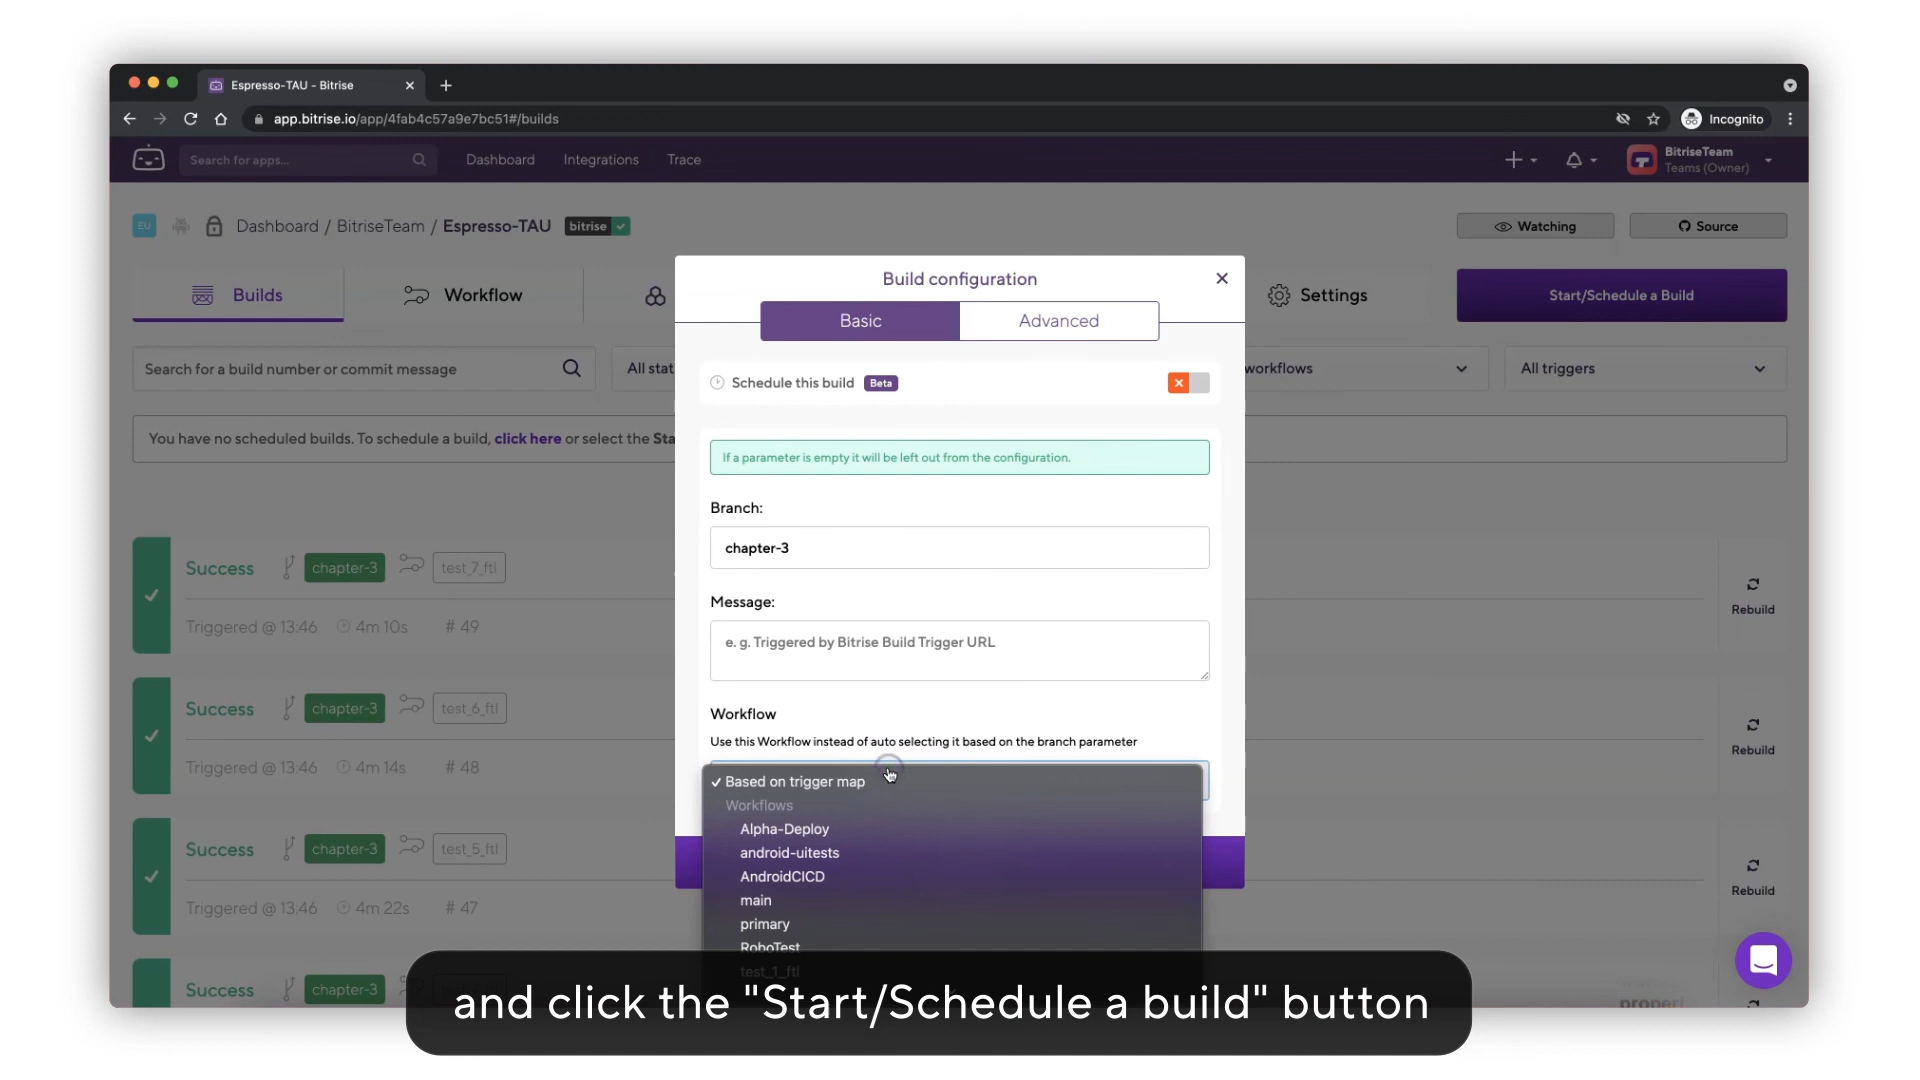 Espresso-TAU - Bitrise
app.bitrise.io/app/4fab4c57a9e7bc51#/builds
Incognito
Search for apps...
Dashboard
Integrations
Trace
BitriseTeam
Teams (Owner)
EU
Dashboard / BitriseTeam / Espresso-TAU
bitrise
Watching
Source
Builds
Workflow
Settings
Start/Schedule a Build
Search for a build number or commit message
All stat
workflows
All triggers
You have no scheduled builds. To schedule a build, click here or select the Sta
Success
chapter-3
test_7_ftl
Triggered @ 13:46
4m 10s
# 49
Rebuild
Success
chapter-3
test_6_ftl
Triggered @ 13:46
4m 14s
# 48
Rebuild
Success
chapter-3
test_5_ftl
Triggered @ 13:46
4m 22s
# 47
Rebuild
Success
chapter-3
Build configuration
Basic
Advanced
Schedule this build
Beta
If a parameter is empty it will be left out from the configuration.
Branch:
chapter-3
Message:
e. g. Triggered by Bitrise Build Trigger URL
Workflow
Use this Workflow instead of auto selecting it based on the branch parameter
Based on trigger map
Workflows
Alpha-Deploy
android-uitests
AndroidCICD
main
primary
RoboTest
test_1_ftl
and click the "Start/Schedule a build" button